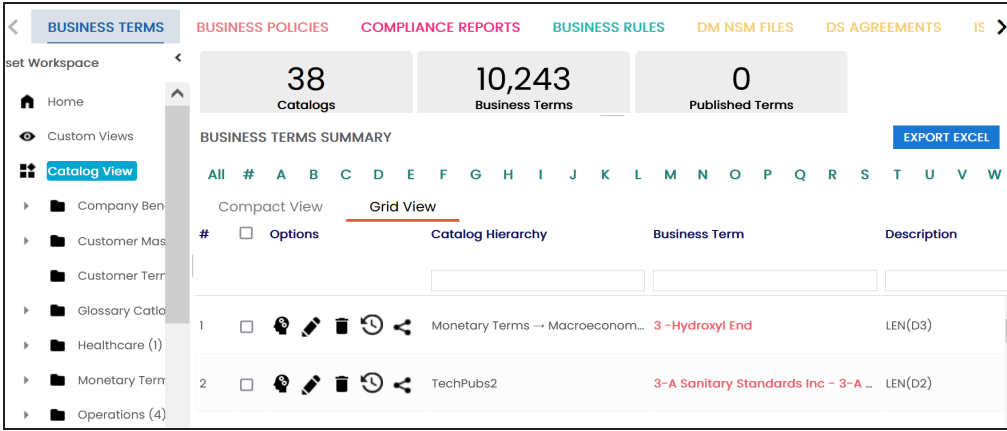 BUSINESS TERMS BUSINESS POLICIES COMPLIANCE REPORTS BUSINESS RULES DM NSM FILES DS AGREEMENTS IS
set Workspace
Home
Custom Views
Catalog View
Company Ben
Customer Mas
Customer Tern
Glossary Catlo
Healthcare (1)
Monetary Term
Operations (4)
38
Catalogs
10,243
Business Terms
0
Published Terms
BUSINESS TERMS SUMMARY
EXPORT EXCEL
All # A B C D E F G H I J K L M N O P Q R S T U V W
Compact View Grid View
# Options Catalog Hierarchy Business Term Description
1 Monetary Terms → Macroeconom... 3 -Hydroxyl End LEN(D3)
2 TechPubs2 3-A Sanitary Standards Inc - 3-A ... LEN(D2)